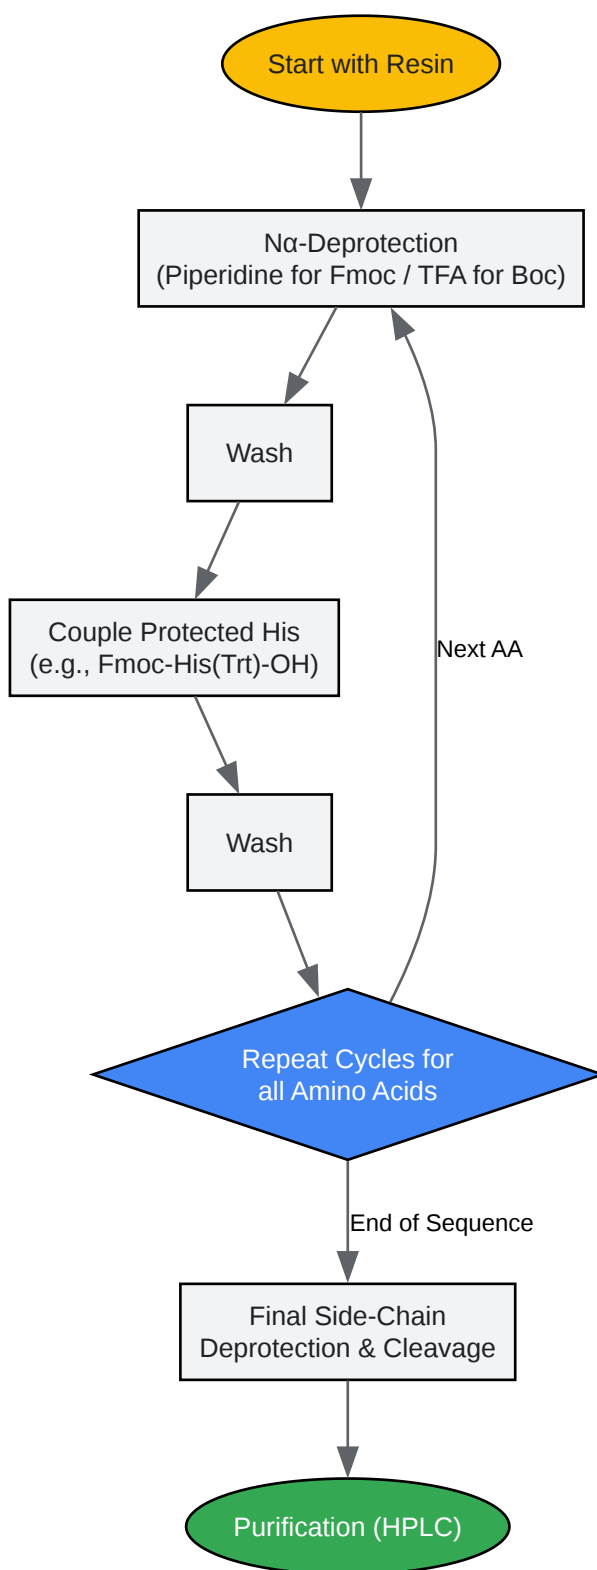 Start with Resin
Nα-Deprotection
(Piperidine for Fmoc / TFA for Boc)
Wash
Couple Protected His
(e.g., Fmoc-His(Trt)-OH)
Next AA
Wash
Repeat Cycles for
all Amino Acids
End of Sequence
Final Side-Chain
Deprotection & Cleavage
Purification (HPLC)